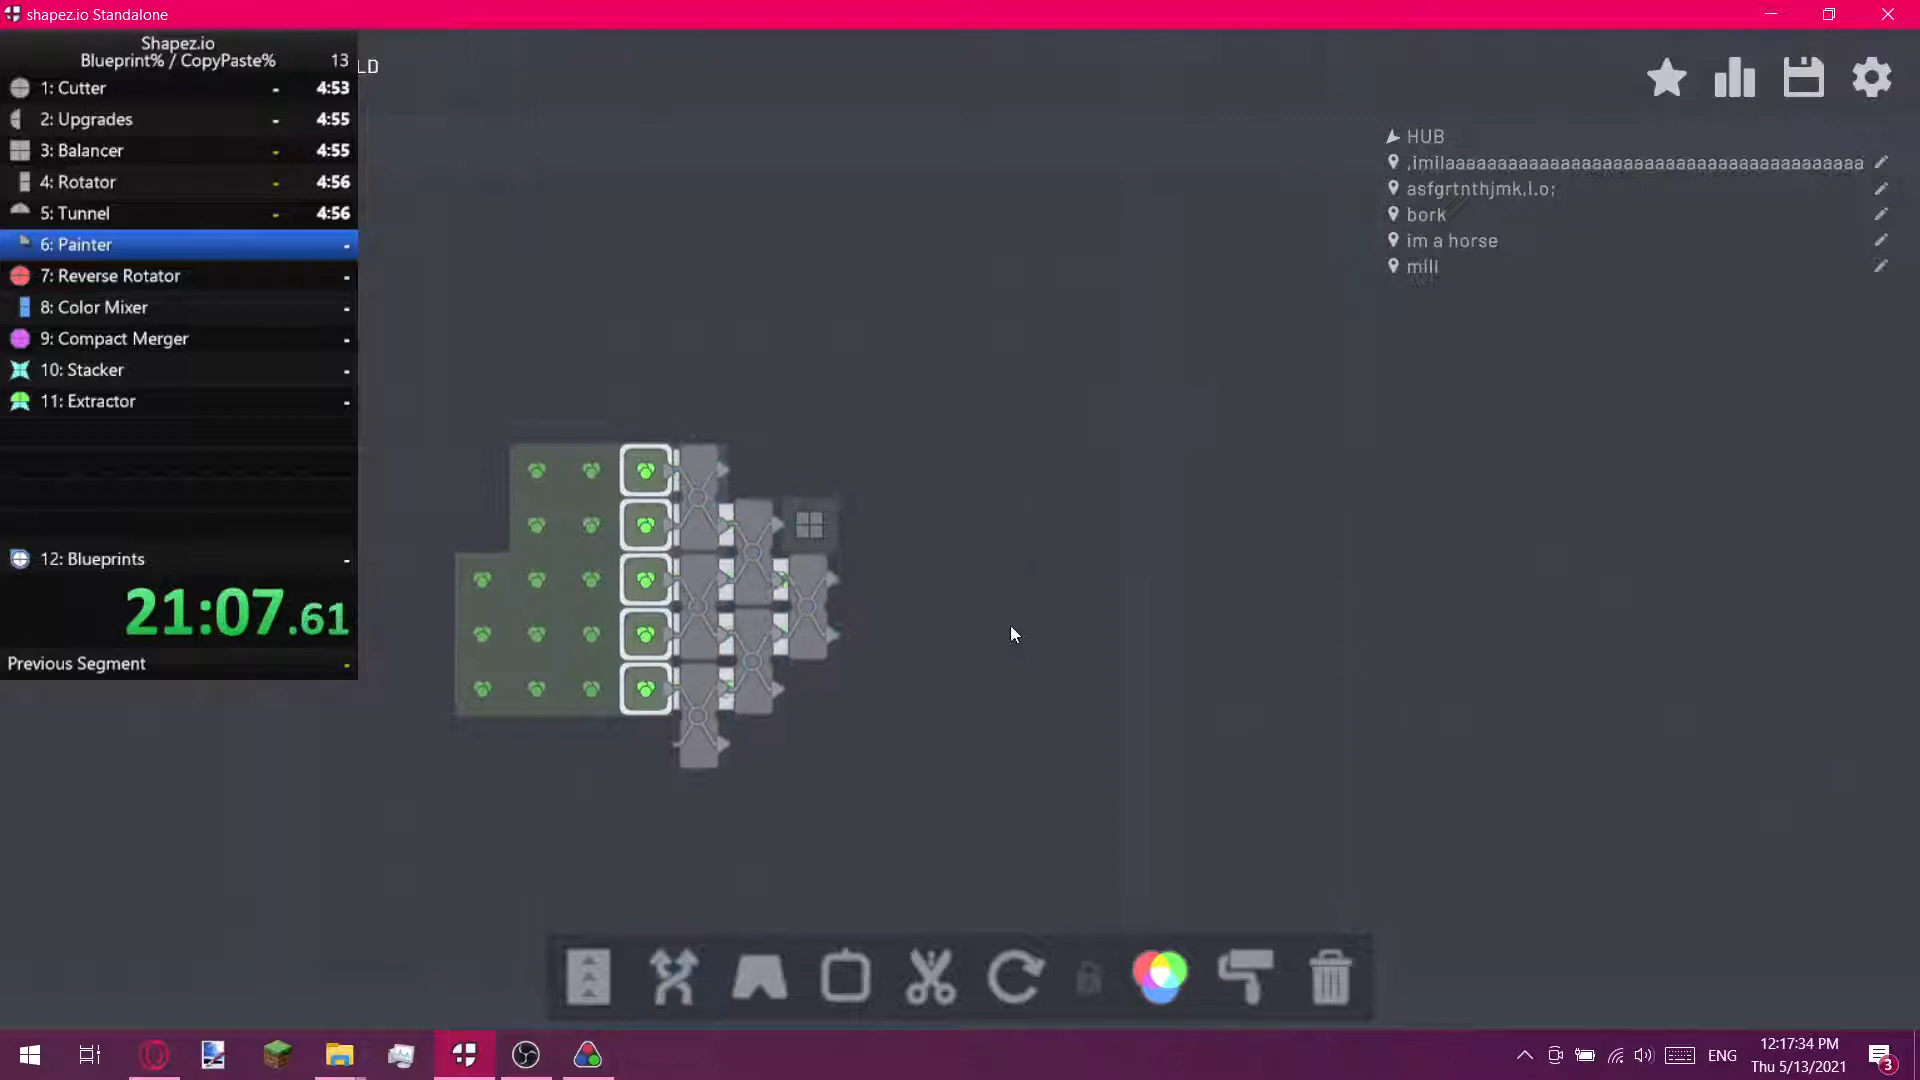 shapez.io Standalone
Shapez.io
Blueprint% / CopyPaste% 13
LD
1: Cutter - 4:53
2: Upgrades - 4:55
3: Balancer - 4:55
4: Rotator - 4:56
5: Tunnel - 4:56
6: Painter -
7: Reverse Rotator -
8: Color Mixer -
9: Compact Merger -
10: Stacker -
11: Extractor -
12: Blueprints -
21:07.61
Previous Segment -
HUB
,imilaaaaaaaaaaaaaaaaaaaaaaaaaaaaaaaaaaaaaaaa
asfgrtnthjmk,l.o;
bork
im a horse
mili
ENG
12:17:34 PM
Thu 5/13/2021
3